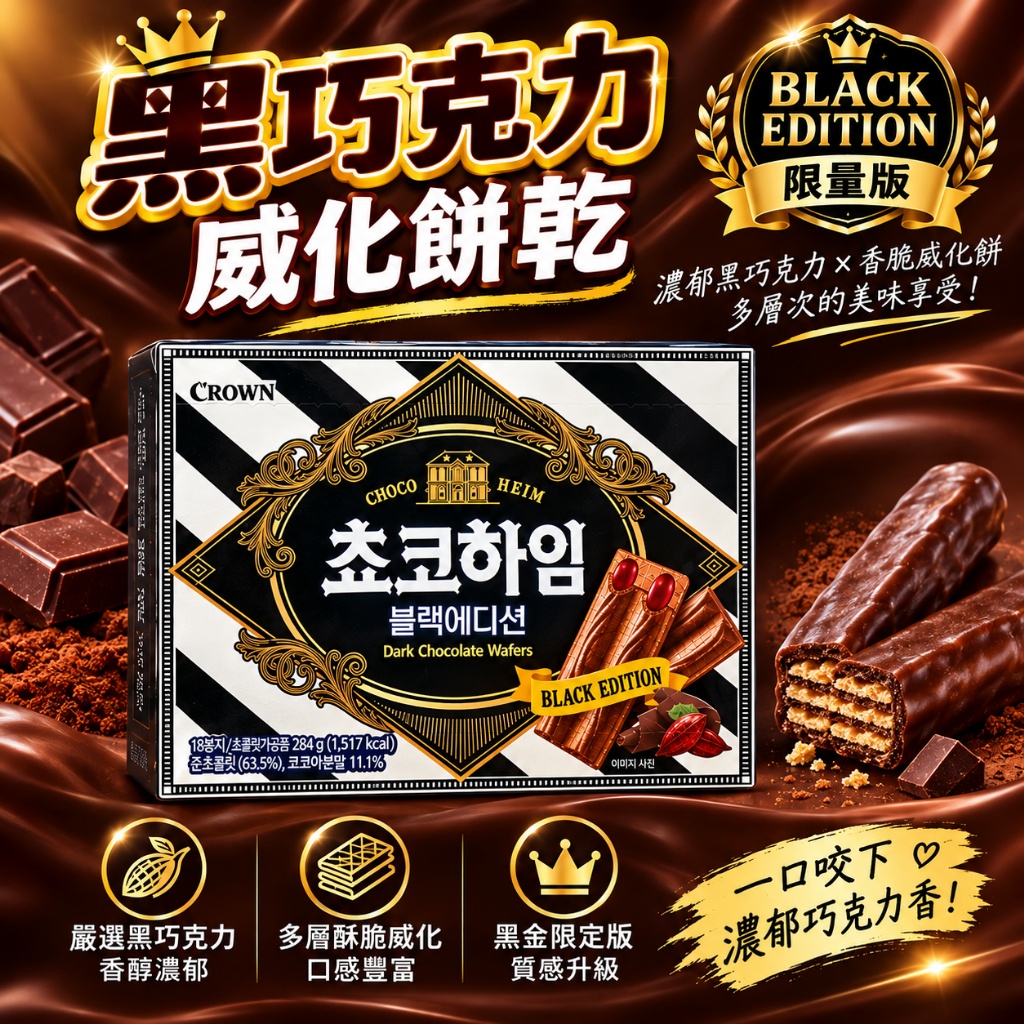 黑巧克力
威化餅乾
BLACK
EDITION
限量版
濃郁黑巧克力 × 香脆威化餅
多層次的美味享受！
CROWN
CHOCO HEIM
쵸코하임
블랙에디션
Dark Chocolate Wafers
BLACK EDITION
18봉지/초콜릿가공품 284 g (1,517 kcal)
준초콜릿 (63.5%), 코코아분말 11.1%
이미지 사진
嚴選黑巧克力
香醇濃郁
多層酥脆威化
口感豐富
黑金限定版
質感升級
一口咬下 ♡
濃郁巧克力香！